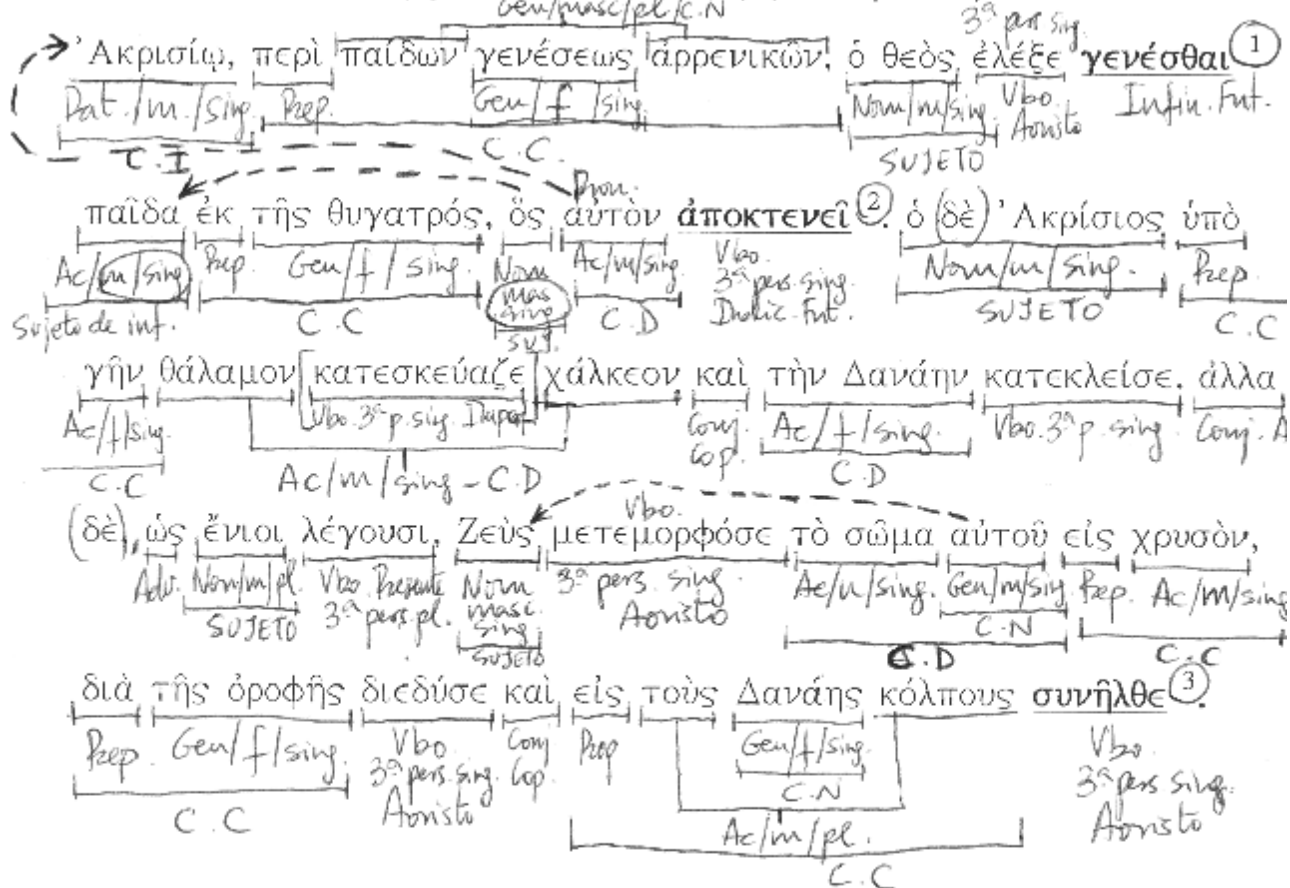 Gen/masc/pl/C.N
3ª pers sing.
Ἀκρισίῳ, περὶ παίδων γενέσεως ἀρρενικῶν, ὁ θεὸς ἐλέξε γενέσθαι ①
Dat./m./sing Prep. Gen/f/sing Nom/m/sing Vbo. Aoristo Infin. Fut.
C.I C.C. SUJETO
Pron.
παῖδα ἐκ τῆς θυγατρός, ὃς αὐτὸν ἀποκτενεῖ ②. ὁ (δὲ) Ἀκρίσιος ὑπὸ
Ac/m/sing Prep. Gen/f/sing. Nom mas sing Ac/m/sing Vbo. 3ª pers. sing. Indic. Fut. Nom/m/sing. Prep
Sujeto de inf. C.C SUJ. C.D SUJETO C.C
γῆν θάλαμον [κατεσκεύαζε] χάλκεον καὶ τὴν Δανάην κατεκλείσε, ἀλλα
Ac/f/sing. Vbo. 3ª p. sing Imperf Conj. Cop. Ac/f/sing. Vbo. 3ª p. sing Conj. A
C.C Ac/m/sing - C.D C.D
Vbo.
(δὲ), ὡς ἔνιοι λέγουσι, Ζεὺς μετεμορφόσε τὸ σῶμα αὐτοῦ εἰς χρυσὸν,
Adv. Nom/m/pl. Vbo Presente 3ª pers. pl. Nom masc. sing 3ª pers. sing. Aoristo Ac/n/sing. Gen/m/sing Prep. Ac/m/sing
SUJETO SUJETO C.N
C.D C.C
διὰ τῆς ὀροφῆς διεδύσε καὶ εἰς τοὺς Δανάης κόλπους συνῆλθε ③.
Prep. Gen/f/sing. Vbo 3ª pers. sing. Aoristo Conj Cop. Prep Gen/f/sing. Vbo 3ª pers sing. Aoristo
C.C C.N
Ac/m/pl.
C.C